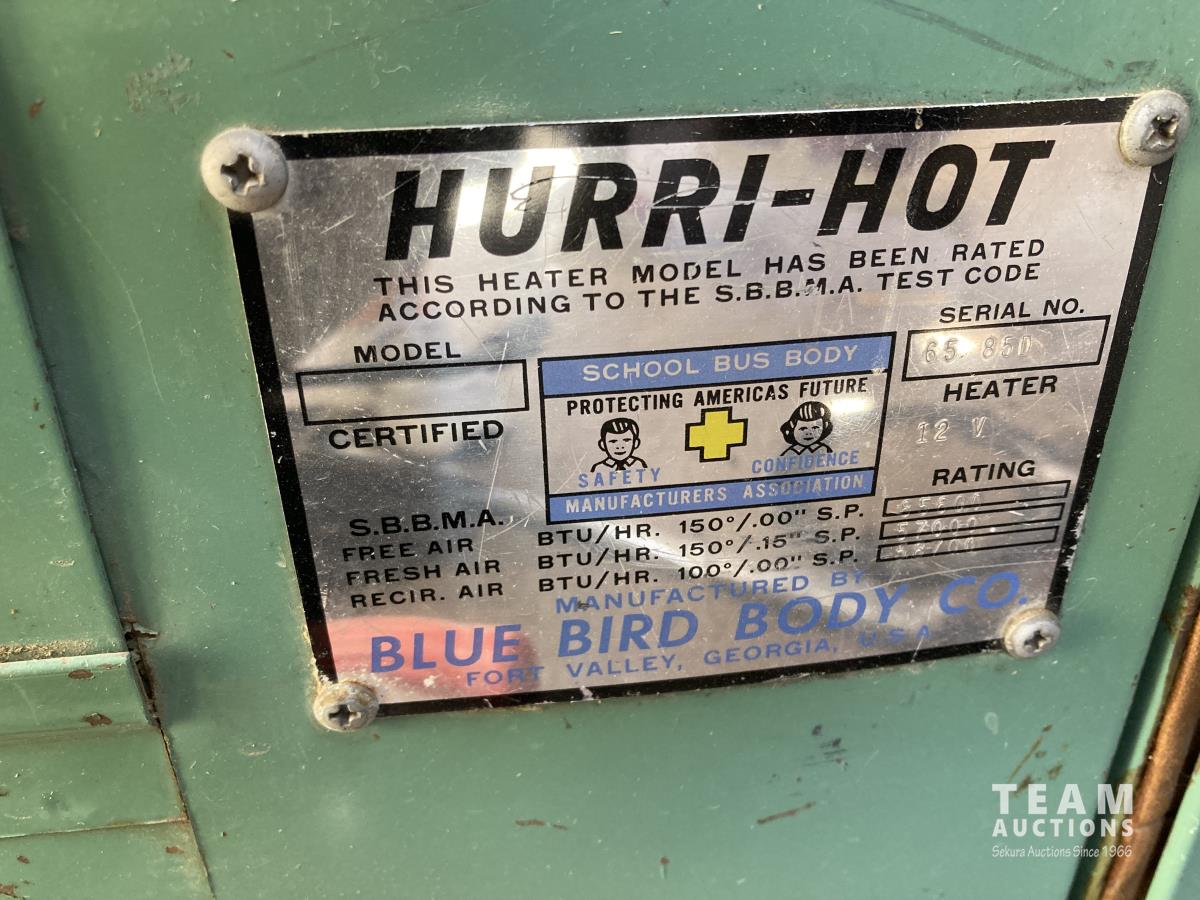 HURRI-HOT
THIS HEATER MODEL HAS BEEN RATED
ACCORDING TO THE S.B.B.M.A. TEST CODE
MODEL
CERTIFIED
SCHOOL BUS BODY
PROTECTING AMERICAS FUTURE
SAFETY CONFIDENCE
MANUFACTURERS ASSOCIATION
SERIAL NO.
65 85D
HEATER
12 V
RATING
S.B.B.M.A.
FREE AIR BTU/HR. 150°/.00" S.P.
FRESH AIR BTU/HR. 150°/.15" S.P.
RECIR. AIR BTU/HR. 100°/.00" S.P.
MANUFACTURED BY
BLUE BIRD BODY CO.
FORT VALLEY, GEORGIA, U.S.A
TEAM
AUCTIONS
Sekura Auctions Since 1966